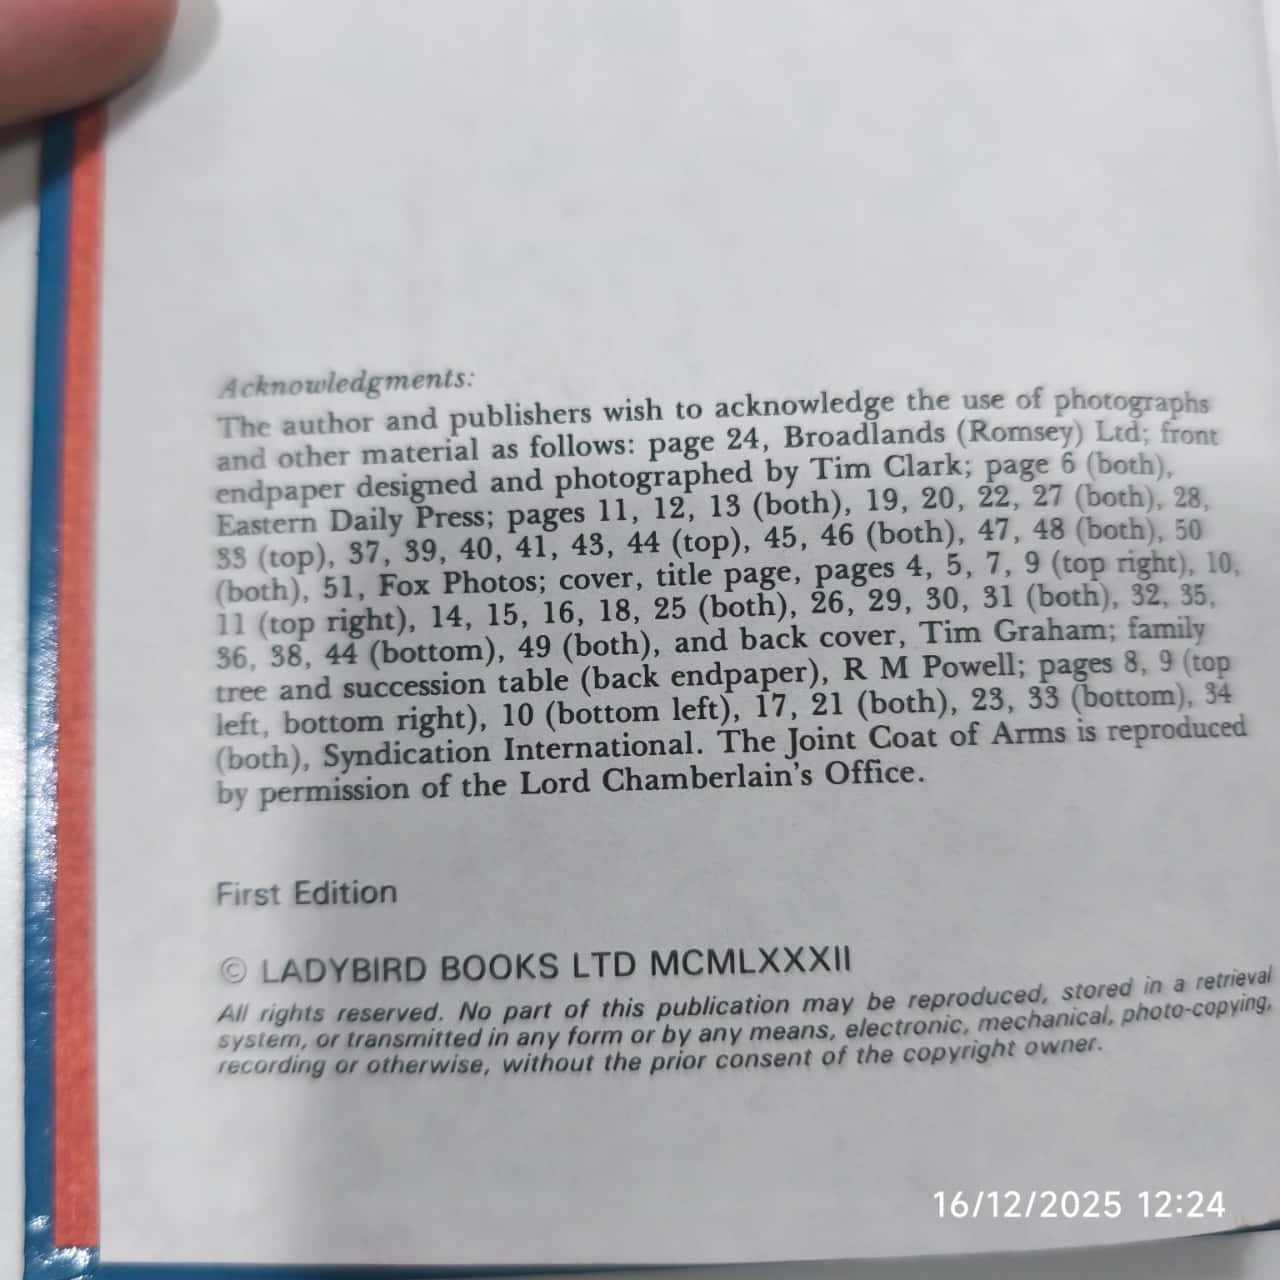 Acknowledgments:
The author and publishers wish to acknowledge the use of photographs
and other material as follows: page 24, Broadlands (Romsey) Ltd; front
endpaper designed and photographed by Tim Clark; page 6 (both),
Eastern Daily Press; pages 11, 12, 13 (both), 19, 20, 22, 27 (both), 28,
33 (top), 37, 39, 40, 41, 43, 44 (top), 45, 46 (both), 47, 48 (both), 50
(both), 51, Fox Photos; cover, title page, pages 4, 5, 7, 9 (top right), 10,
11 (top right), 14, 15, 16, 18, 25 (both), 26, 29, 30, 31 (both), 32, 35,
36, 38, 44 (bottom), 49 (both), and back cover, Tim Graham; family
tree and succession table (back endpaper), R M Powell; pages 8, 9 (top
left, bottom right), 10 (bottom left), 17, 21 (both), 23, 33 (bottom), 34
(both), Syndication International. The Joint Coat of Arms is reproduced
by permission of the Lord Chamberlain's Office.
First Edition
© LADYBIRD BOOKS LTD MCMLXXXII
All rights reserved. No part of this publication may be reproduced, stored in a retrieval
system, or transmitted in any form or by any means, electronic, mechanical, photo-copying,
recording or otherwise, without the prior consent of the copyright owner.
16/12/2025 12:24